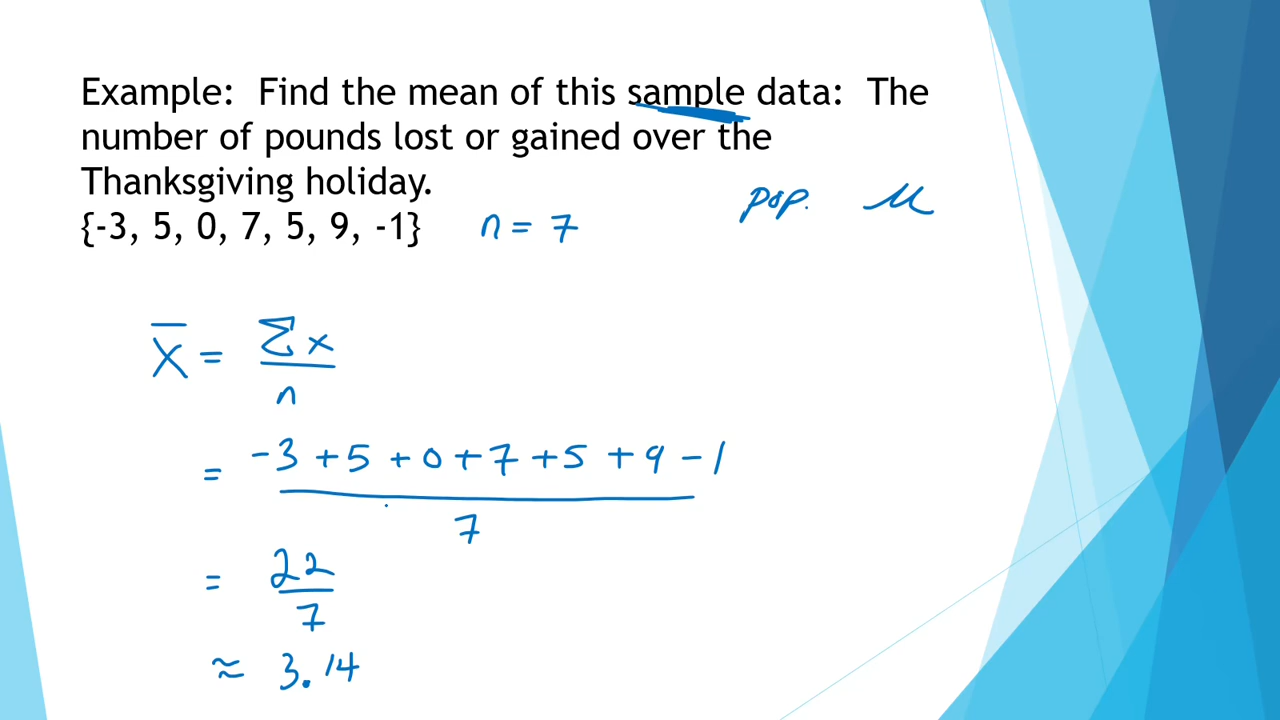 Example:  Find the mean of this sample data:  The
number of pounds lost or gained over the
Thanksgiving holiday.
pop. μ
{-3, 5, 0, 7, 5, 9, -1} n = 7
x̄ = Σx / n
= -3 + 5 + 0 + 7 + 5 + 9 - 1
7
= 22
7
≈ 3.14